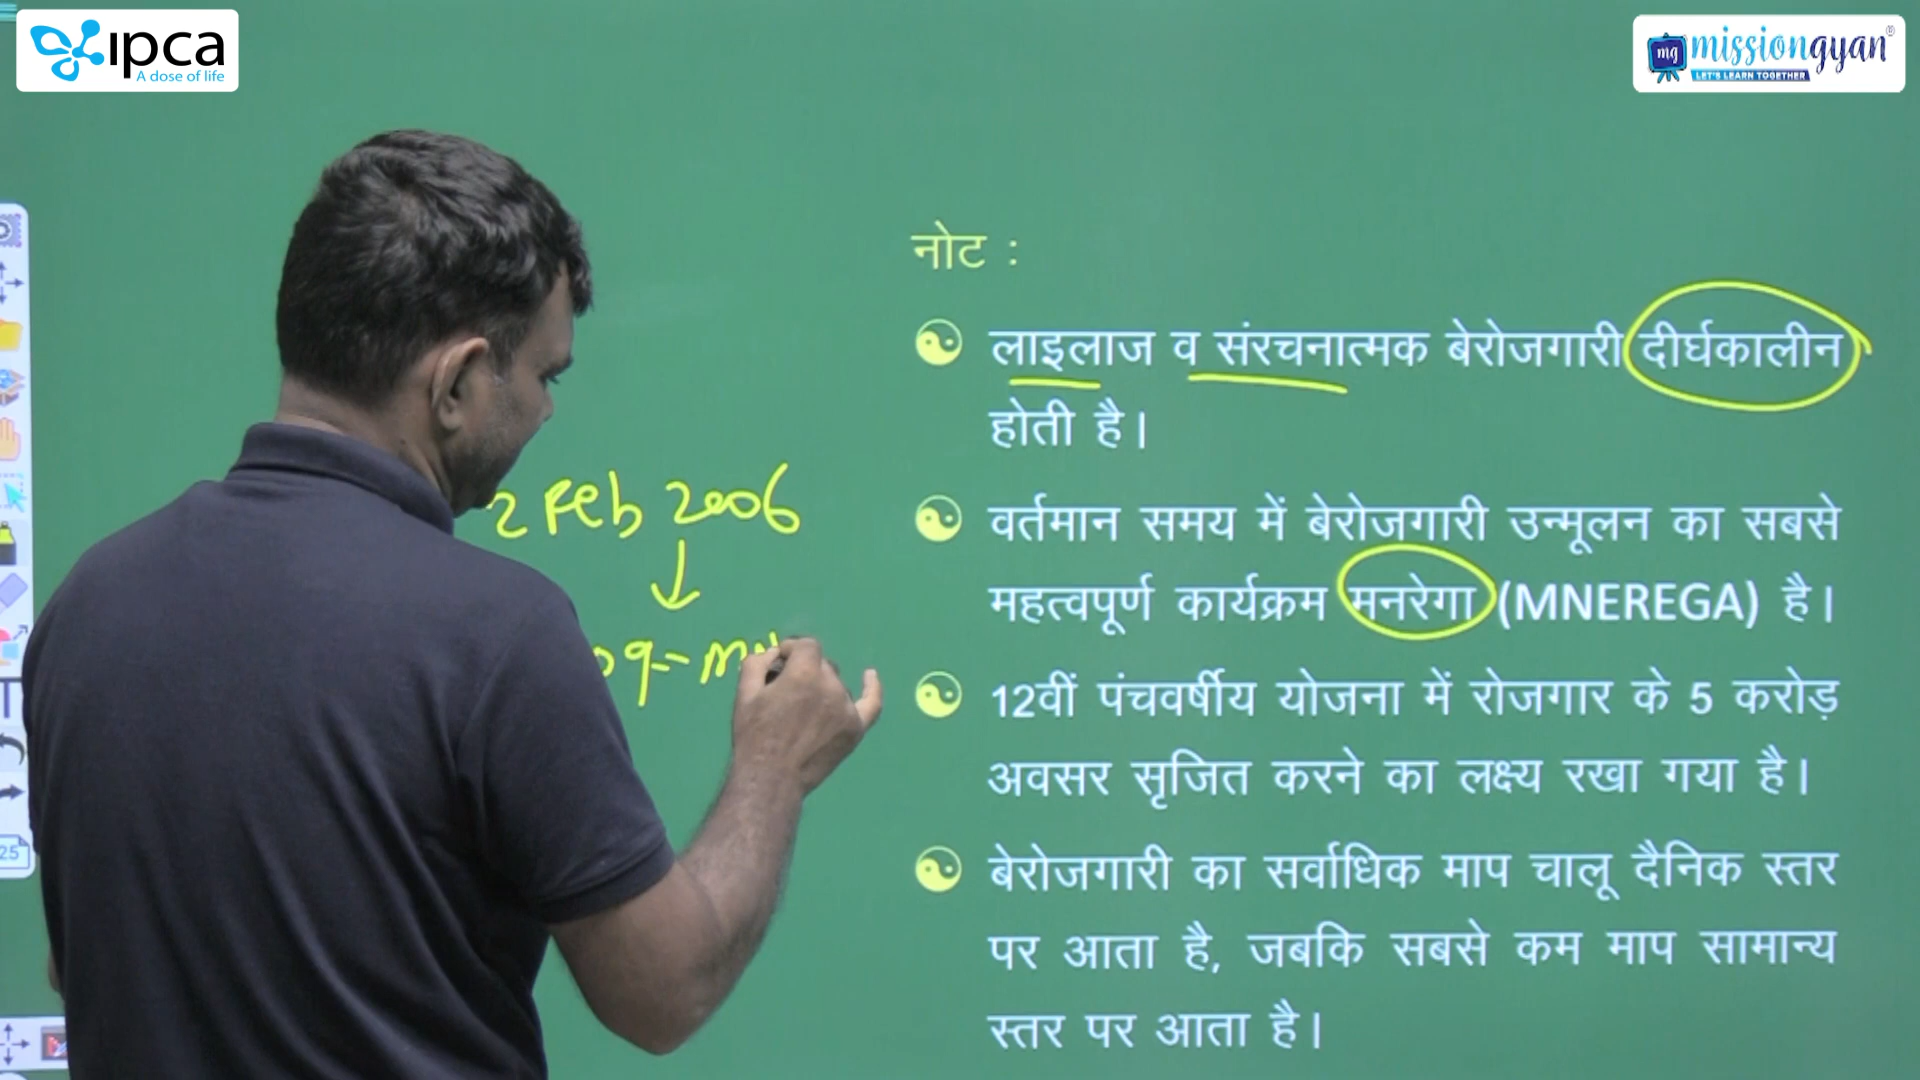 ipca
A dose of life
mg missiongyan®
LET'S LEARN TOGETHER
नोट :
लाइलाज व संरचनात्मक बेरोजगारी दीर्घकालीन
होती है।
वर्तमान समय में बेरोजगारी उन्मूलन का सबसे
महत्वपूर्ण कार्यक्रम मनरेगा (MNEREGA) है।
12वीं पंचवर्षीय योजना में रोजगार के 5 करोड़
अवसर सृजित करने का लक्ष्य रखा गया है।
बेरोजगारी का सर्वाधिक माप चालू दैनिक स्तर
पर आता है, जबकि सबसे कम माप सामान्य
स्तर पर आता है।
2 Feb 2006
25